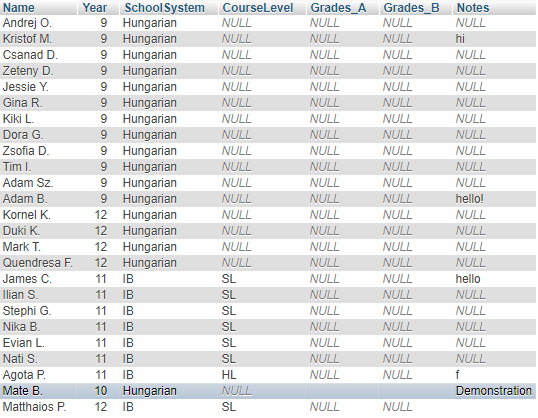 Name Year SchoolSystem CourseLevel Grades_A Grades_B Notes
Andrej O. 9 Hungarian NULL NULL NULL NULL
Kristof M. 9 Hungarian NULL NULL NULL hi
Csanad D. 9 Hungarian NULL NULL NULL NULL
Zeteny D. 9 Hungarian NULL NULL NULL NULL
Jessie Y. 9 Hungarian NULL NULL NULL NULL
Gina R. 9 Hungarian NULL NULL NULL NULL
Kiki L. 9 Hungarian NULL NULL NULL NULL
Dora G. 9 Hungarian NULL NULL NULL NULL
Zsofia D. 9 Hungarian NULL NULL NULL NULL
Tim I. 9 Hungarian NULL NULL NULL NULL
Adam Sz. 9 Hungarian NULL NULL NULL NULL
Adam B. 9 Hungarian NULL NULL NULL hello!
Kornel K. 12 Hungarian NULL NULL NULL NULL
Duki K. 12 Hungarian NULL NULL NULL NULL
Mark T. 12 Hungarian NULL NULL NULL NULL
Quendresa F. 12 Hungarian NULL NULL NULL NULL
James C. 11 IB SL NULL NULL hello
Ilian S. 11 IB SL NULL NULL NULL
Stephi G. 11 IB SL NULL NULL NULL
Nika B. 11 IB SL NULL NULL NULL
Evian L. 11 IB SL NULL NULL NULL
Nati S. 11 IB SL NULL NULL NULL
Agota P. 11 IB HL NULL NULL f
Mate B. 10 Hungarian NULL Demonstration
Matthaios P. 12 IB SL NULL NULL